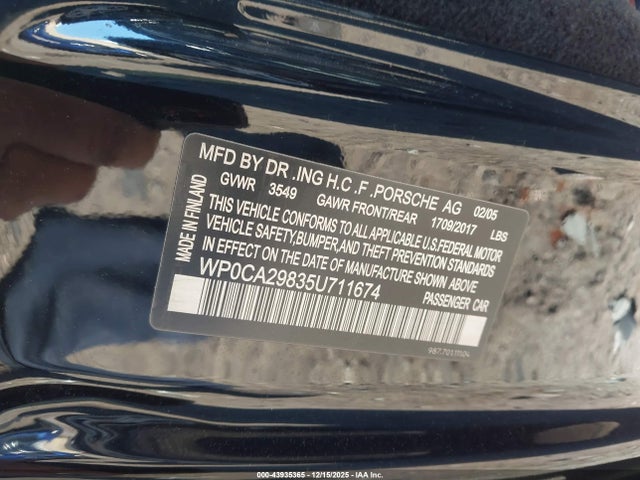 MFD BY DR .ING H.C.F.PORSCHE AG 02/05
GVWR 3549 GAWR FRONT/REAR 1709/2017 LBS
THIS VEHICLE CONFORMS TO ALL APPLICABLE U.S.FEDERAL MOTOR
VEHICLE SAFETY,BUMPER,AND THEFT PREVENTION STANDARDS
IN EFFECT ON THE DATE OF MANUFACTURE SHOWN ABOVE.
WP0CA29835U711674 PASSENGER CAR
MADE IN FINLAND
987.7011104
000-43935365 - 12/15/2025 - IAA Inc.